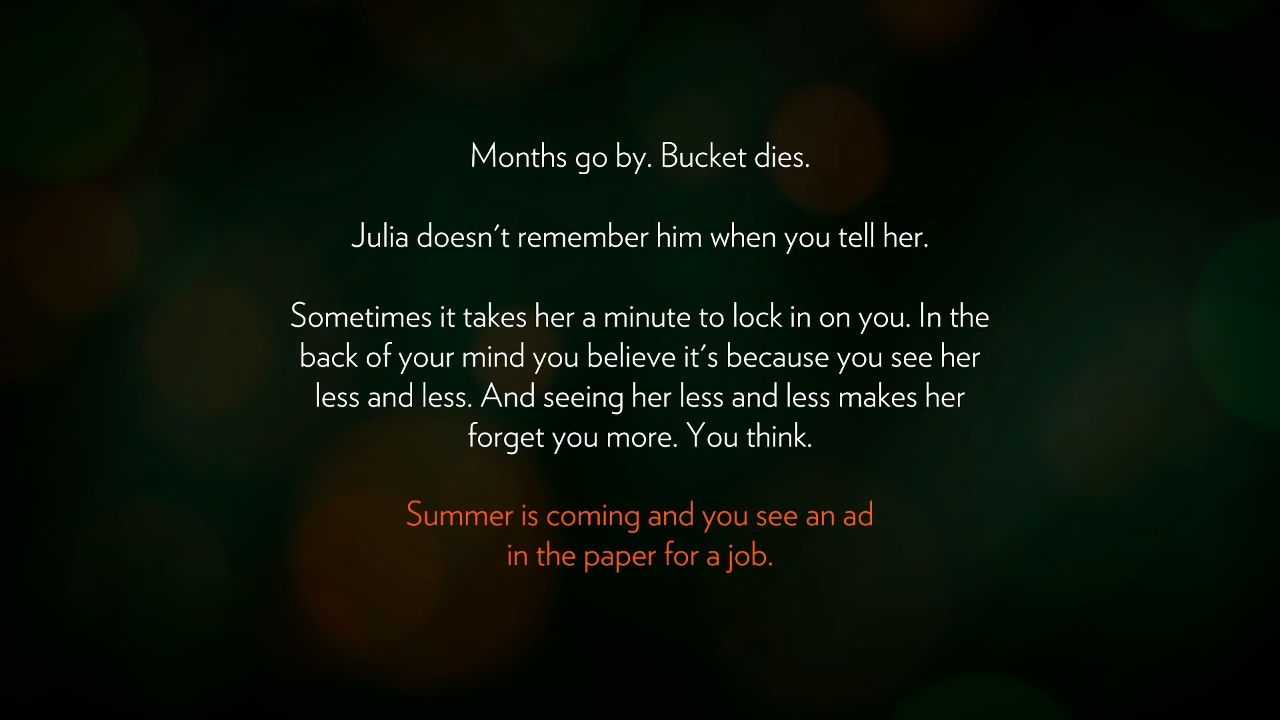 Months go by. Bucket dies.
Julia doesn't remember him when you tell her.
Sometimes it takes her a minute to lock in on you. In the
back of your mind you believe it's because you see her
less and less. And seeing her less and less makes her
forget you more. You think.
Summer is coming and you see an ad
in the paper for a job.